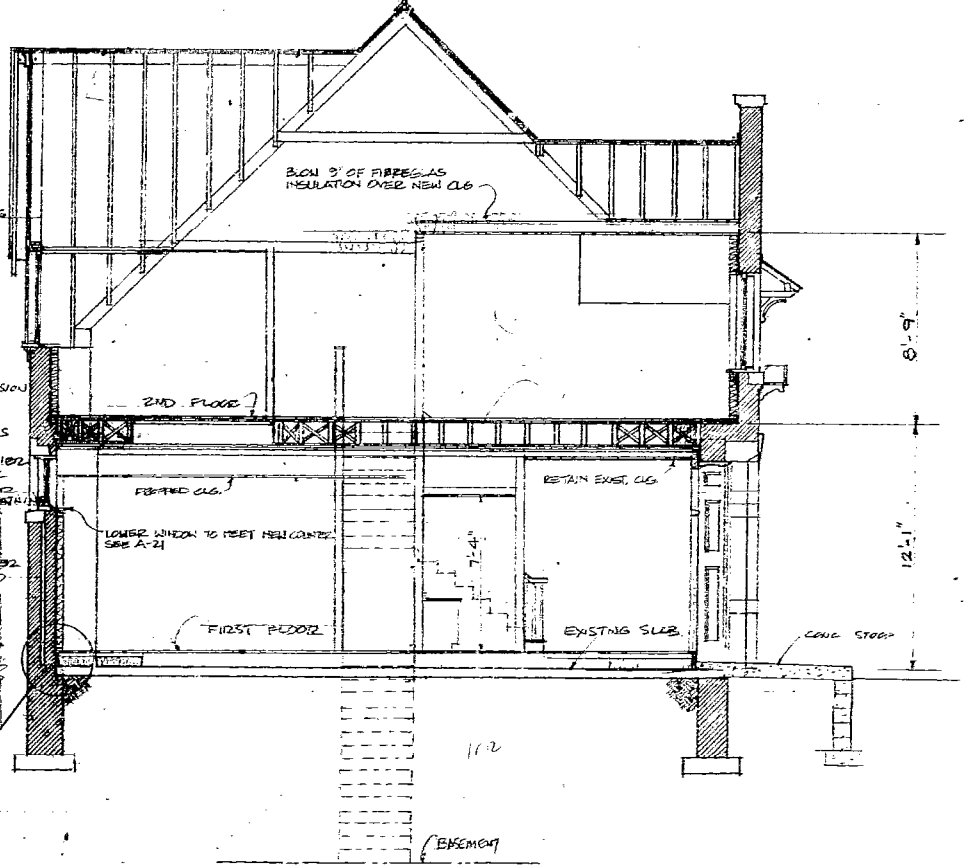 BLOW 9" OF FIBREGLAS
INSULATION OVER NEW CLG
8'-9"
2ND FLOOR
RETAIN EXIST. CLG.
CLG.
LOWER WINDOW TO MEET NEW COUNTER
SEE A-21
7'-4"
12'-1"
FIRST FLOOR
EXISTING SLAB
CONC STOOP
BASEMENT